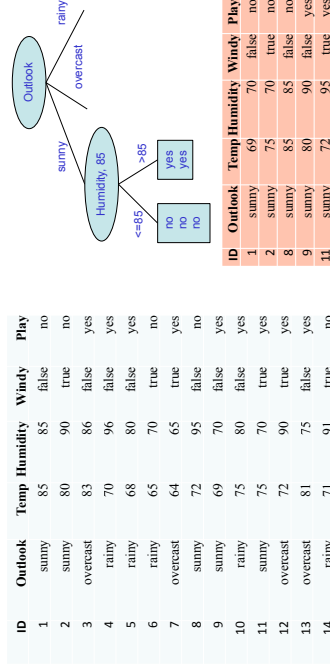 ID Outlook Temp Humidity Windy Play
1 sunny 85 85 false no
2 sunny 80 90 true no
3 overcast 83 86 false yes
4 rainy 70 96 false yes
5 rainy 68 80 false yes
6 rainy 65 70 true no
7 overcast 64 65 true yes
8 sunny 72 95 false no
9 sunny 69 70 false yes
10 rainy 75 80 false yes
11 sunny 75 70 true yes
12 overcast 72 90 true yes
13 overcast 81 75 false yes
14 rainy 71 91 true no
Outlook
sunny
overcast
rainy
Humidity, 85
<=85
>85
no
no
no
yes
yes
ID Outlook Temp Humidity Windy Play
1 sunny 69 70 false no
2 sunny 75 70 true no
8 sunny 85 85 false no
9 sunny 80 90 false yes
11 sunny 72 95 true yes